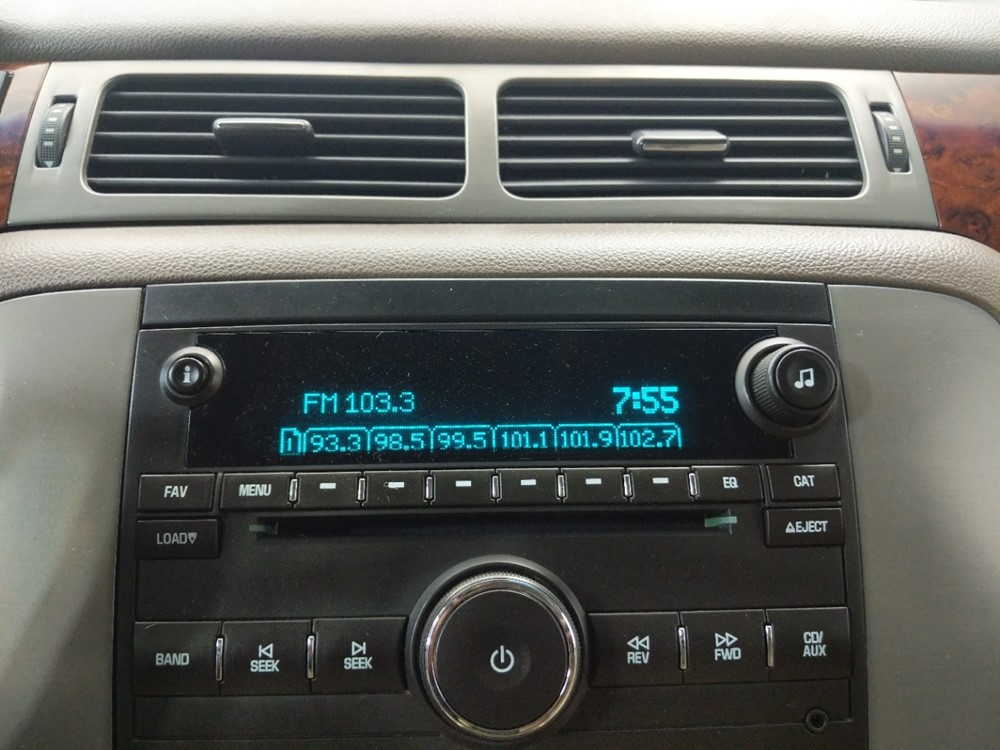 i
FM 103.3 7:55
93.3 98.5 99.5 101.1 101.9 102.7
FAV MENU EQ CAT
LOAD EJECT
BAND SEEK SEEK REV FWD CD/
AUX